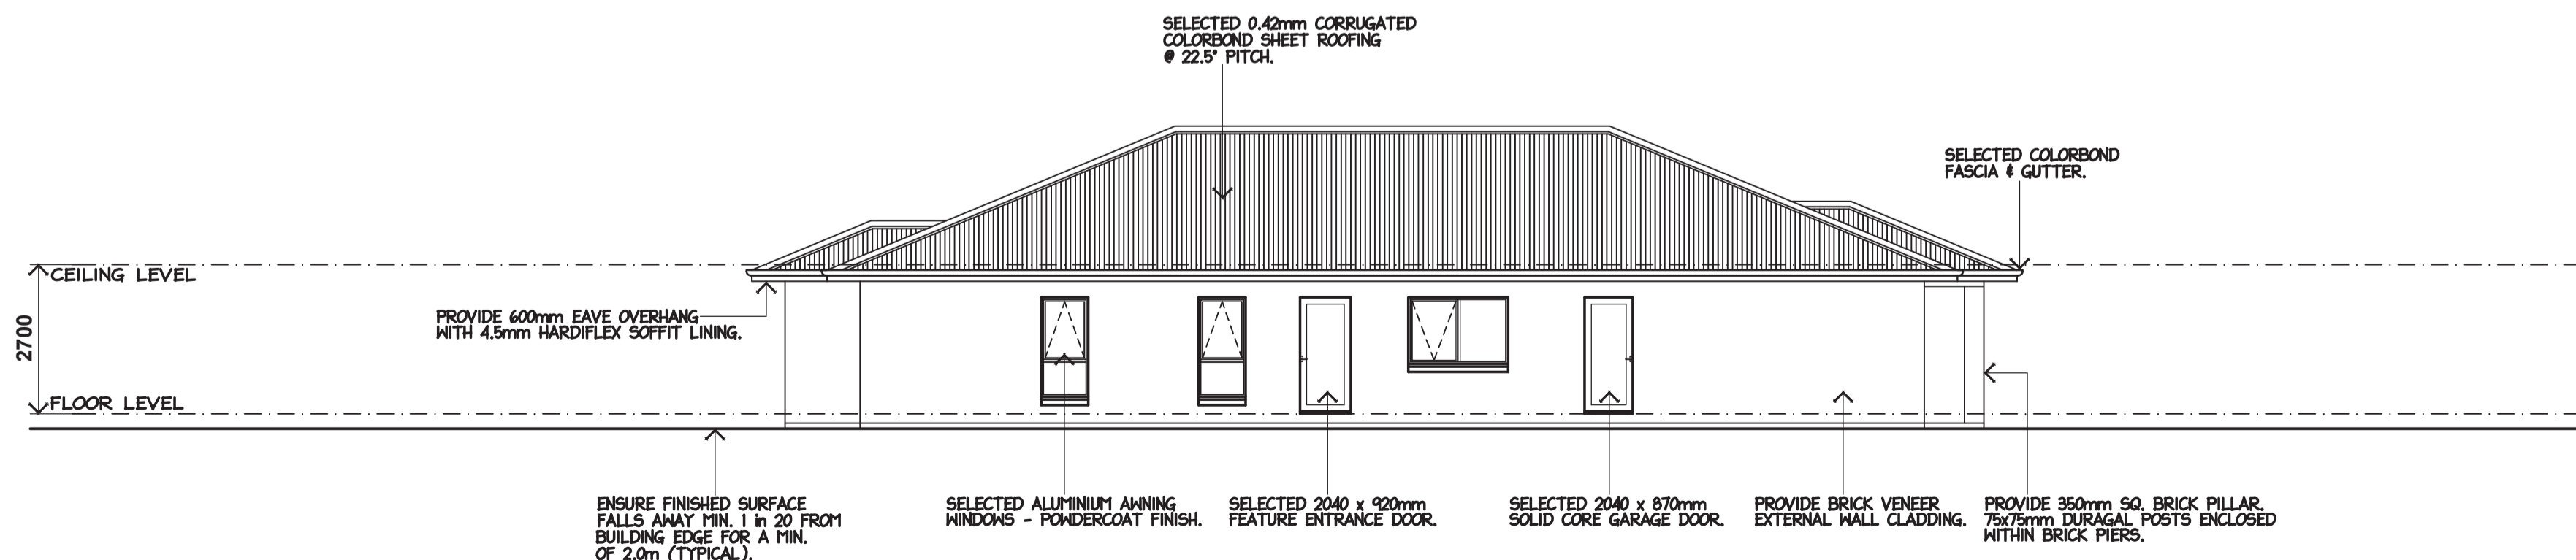 SELECTED 0.42mm CORRUGATED
COLORBOND SHEET ROOFING
@ 22.5° PITCH.
SELECTED COLORBOND
FASCIA & GUTTER.
CEILING LEVEL
2700
PROVIDE 600mm EAVE OVERHANG
WITH 4.5mm HARDIFLEX SOFFIT LINING.
FLOOR LEVEL
ENSURE FINISHED SURFACE
FALLS AWAY MIN. 1 in 20 FROM
BUILDING EDGE FOR A MIN.
OF 2.0m (TYPICAL).
SELECTED ALUMINIUM AWNING
WINDOWS - POWDERCOAT FINISH.
SELECTED 2040 x 920mm
FEATURE ENTRANCE DOOR.
SELECTED 2040 x 870mm
SOLID CORE GARAGE DOOR.
PROVIDE BRICK VENEER
EXTERNAL WALL CLADDING.
PROVIDE 350mm SQ. BRICK PILLAR.
75x75mm DURAGAL POSTS ENCLOSED
WITHIN BRICK PIERS.